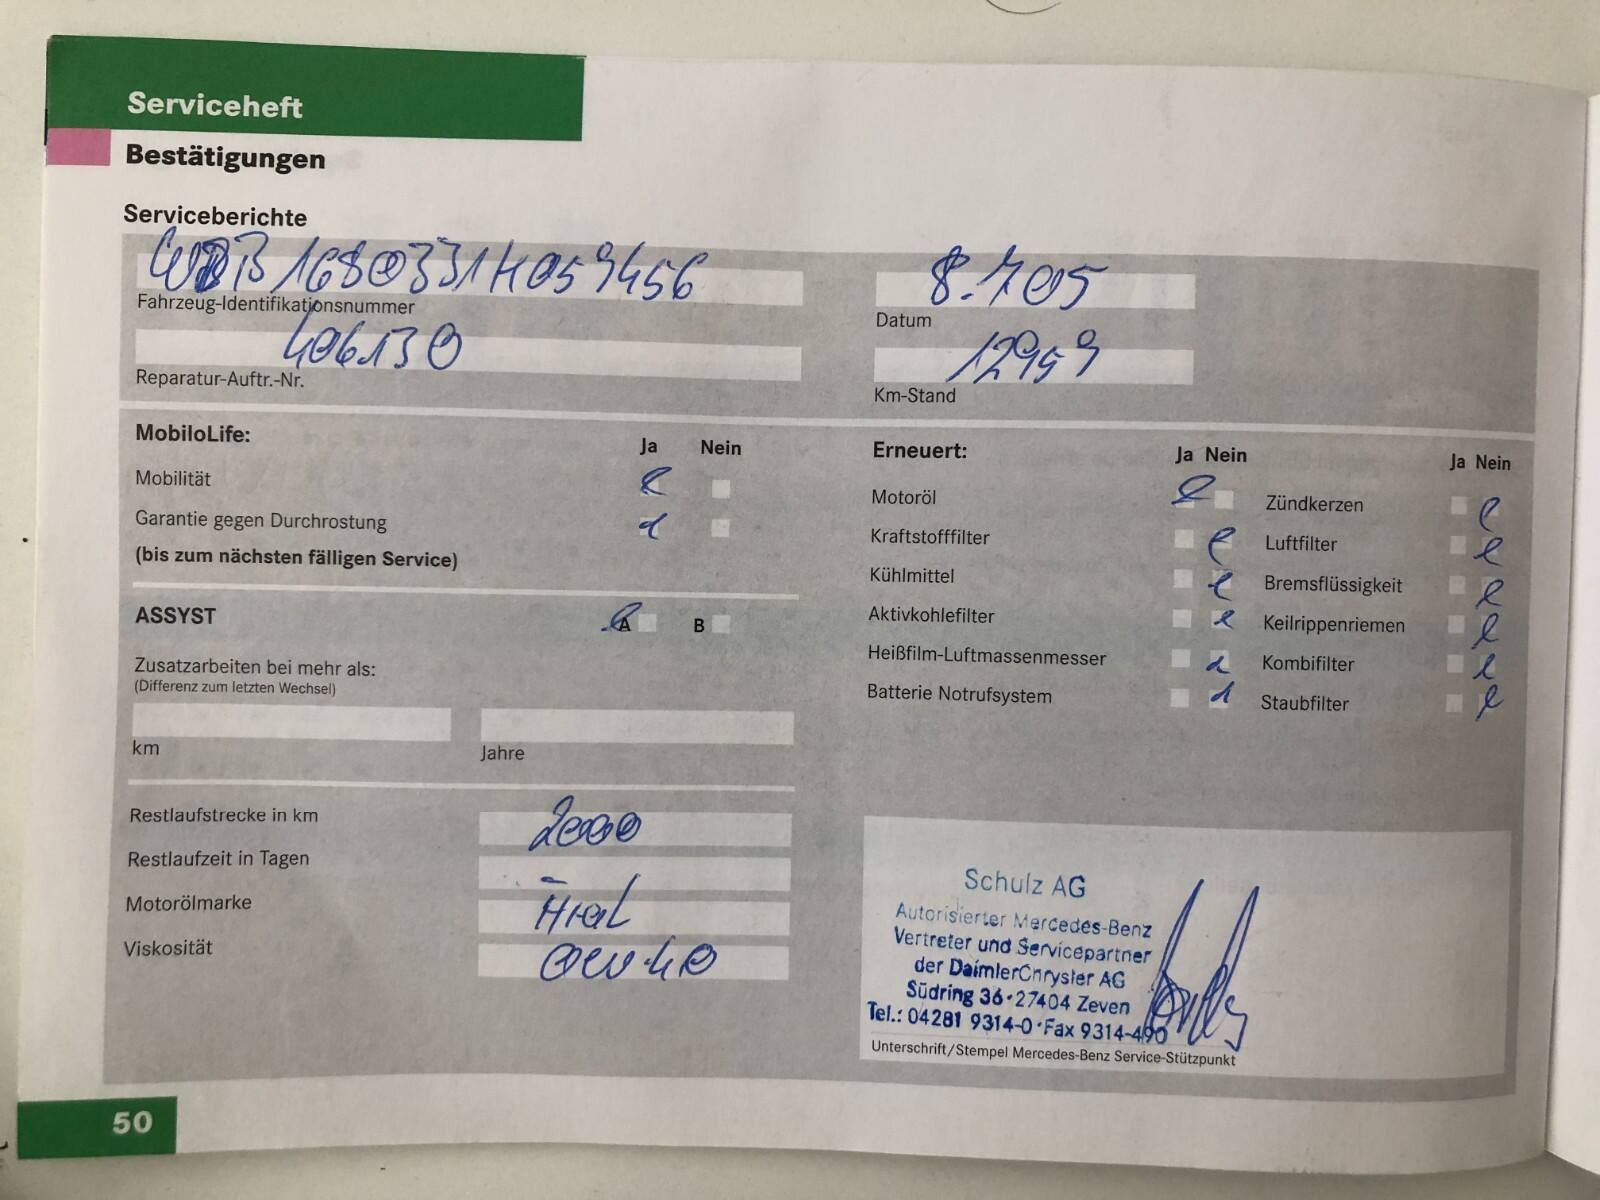 Serviceheft
Bestätigungen
Serviceberichte
WDB1680331H059456
8.705
Fahrzeug-Identifikationsnummer
Datum
406130
12959
Reparatur-Auftr.-Nr.
Km-Stand
MobiloLife:
Ja Nein
Mobilität
Garantie gegen Durchrostung
(bis zum nächsten fälligen Service)
ASSYST
A B
Zusatzarbeiten bei mehr als:
(Differenz zum letzten Wechsel)
km
Jahre
Restlaufstrecke in km
2000
Restlaufzeit in Tagen
Motorölmarke
Viskosität
0W-40
Erneuert:
Ja Nein
Ja Nein
Motoröl
Zündkerzen
Kraftstofffilter
Luftfilter
Kühlmittel
Bremsflüssigkeit
Aktivkohlefilter
Keilrippenriemen
Heißfilm-Luftmassenmesser
Kombifilter
Batterie Notrufsystem
Staubfilter
Schulz AG
Autorisierter Mercedes-Benz
Vertreter und Servicepartner
der DaimlerChrysler AG
Südring 36·27404 Zeven
Tel.: 04281 9314-0·Fax 9314-490
Unterschrift/Stempel Mercedes-Benz Service-Stützpunkt
50